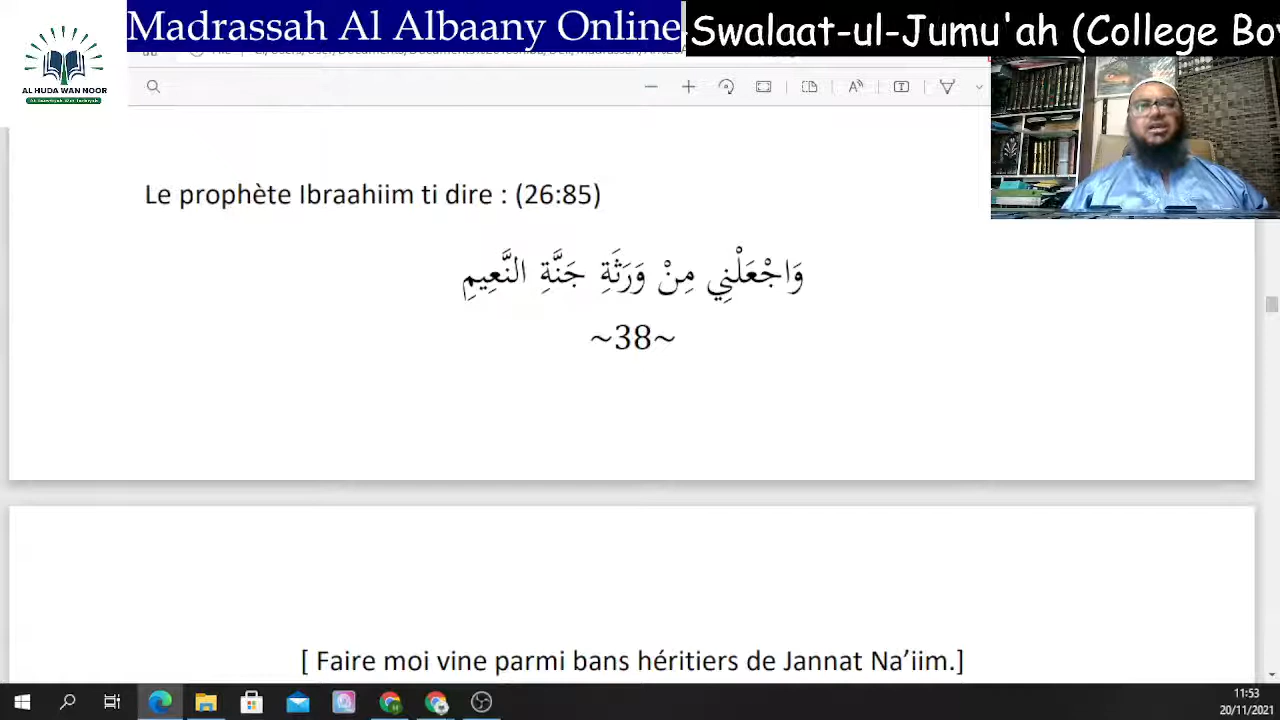 Madrassah Al Albaany Online
Swalaat-ul-Jumu'ah (College Bo
AL HUDA WAN NOOR
Le prophète Ibraahiim ti dire : (26:85)
وَاجْعَلْنِي مِنْ وَرَثَةِ جَنَّةِ النَّعِيمِ
~38~
[ Faire moi vine parmi bans héritiers de Jannat Na’iim.]
11:53
20/11/2021